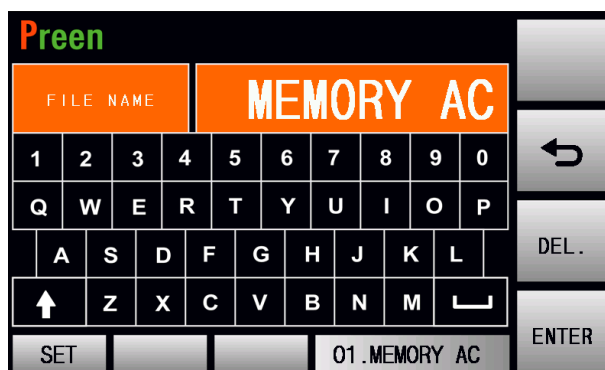 Preen
FILE NAME MEMORY AC
1 2 3 4 5 6 7 8 9 0
Q W E R T Y U I O P
A S D F G H J K L
DEL.
Z X C V B N M
ENTER
SET 01.MEMORY AC